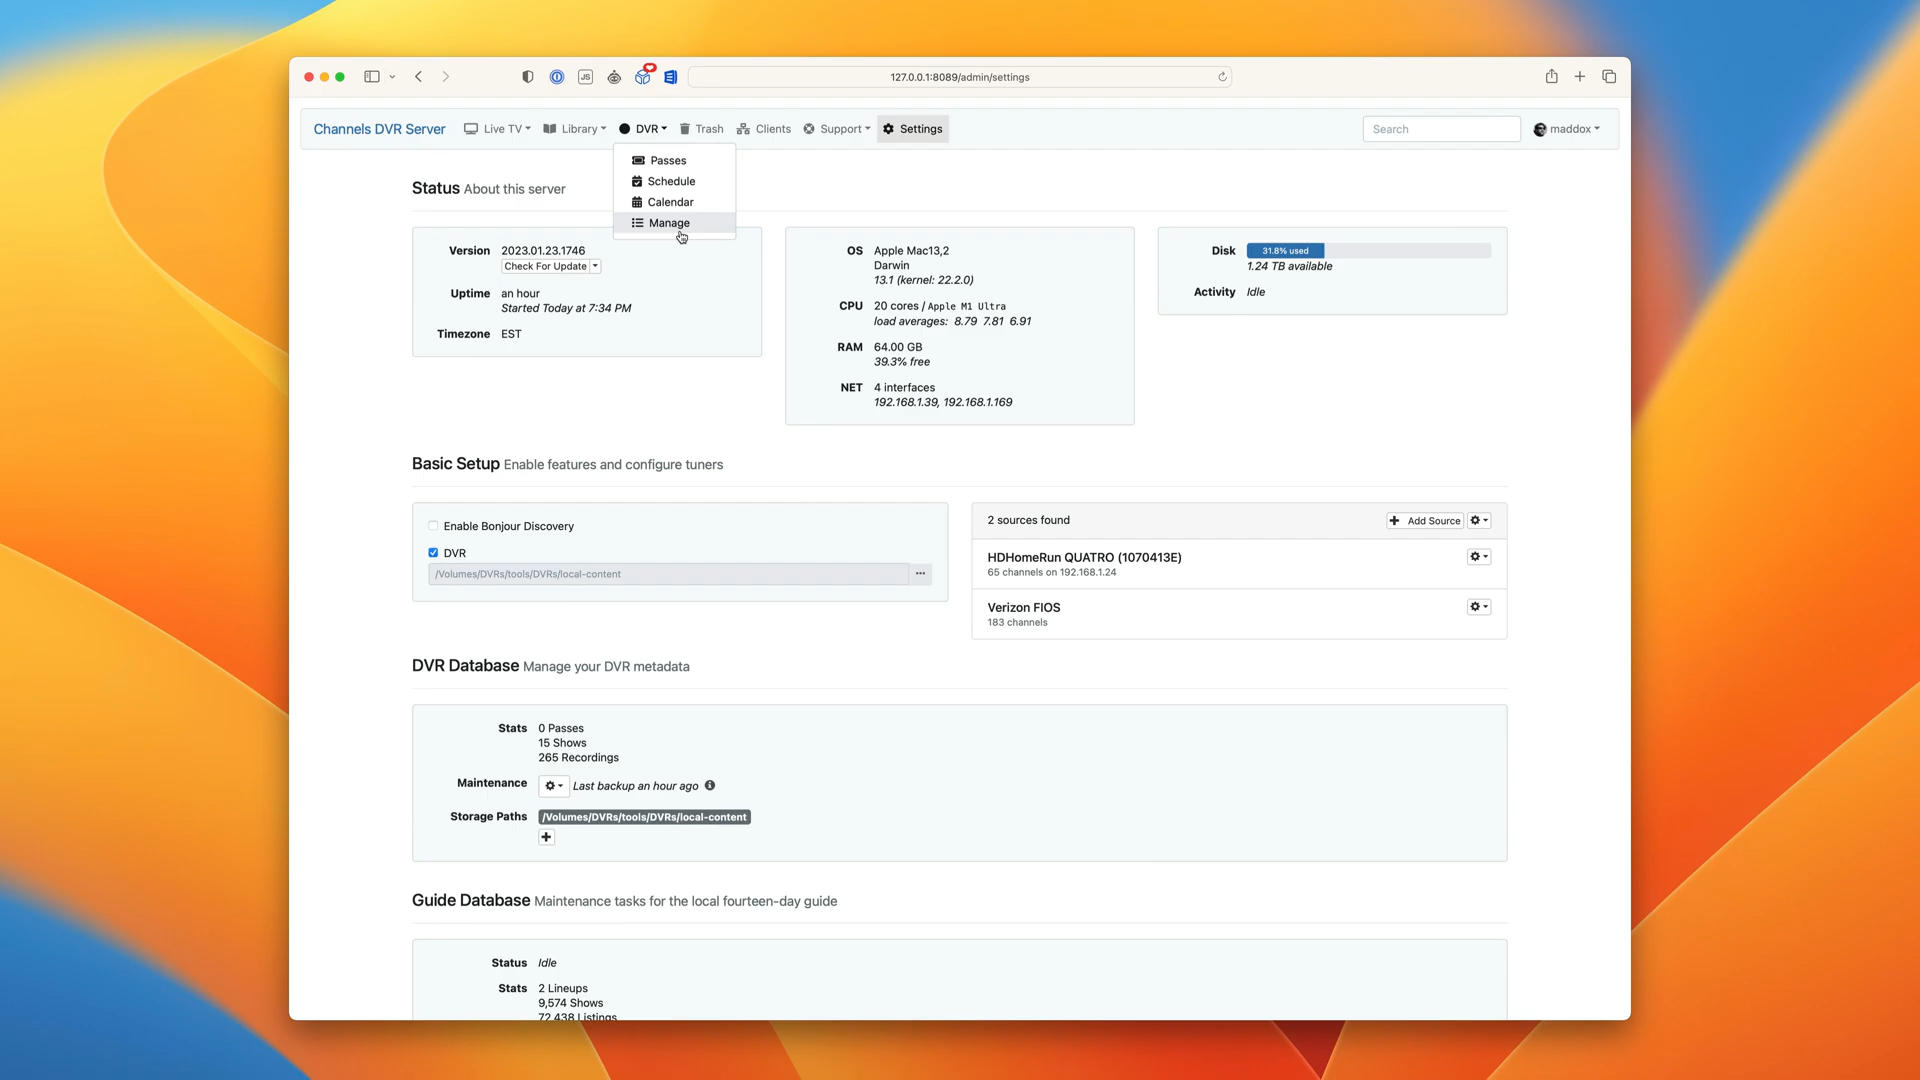 JS
127.0.0.1:8089/admin/settings
Channels DVR Server
Live TV
Library
DVR
Trash
Clients
Support
Settings
Search
maddox
Passes
Schedule
Calendar
Manage
Status About this server
Version 2023.01.23.1746
Check For Update
Uptime an hour
Started Today at 7:34 PM
Timezone EST
OS Apple Mac13,2
Darwin
13.1 (kernel: 22.2.0)
CPU 20 cores / Apple M1 Ultra
load averages: 8.79 7.81 6.91
RAM 64.00 GB
39.3% free
NET 4 interfaces
192.168.1.39, 192.168.1.169
Disk 31.8% used
1.24 TB available
Activity Idle
Basic Setup Enable features and configure tuners
Enable Bonjour Discovery
DVR
/Volumes/DVRs/tools/DVRs/local-content
2 sources found
Add Source
HDHomeRun QUATRO (1070413E)
65 channels on 192.168.1.24
Verizon FIOS
183 channels
DVR Database Manage your DVR metadata
Stats 0 Passes
15 Shows
265 Recordings
Maintenance Last backup an hour ago
Storage Paths /Volumes/DVRs/tools/DVRs/local-content
Guide Database Maintenance tasks for the local fourteen-day guide
Status Idle
Stats 2 Lineups
9,574 Shows
72,438 Listings